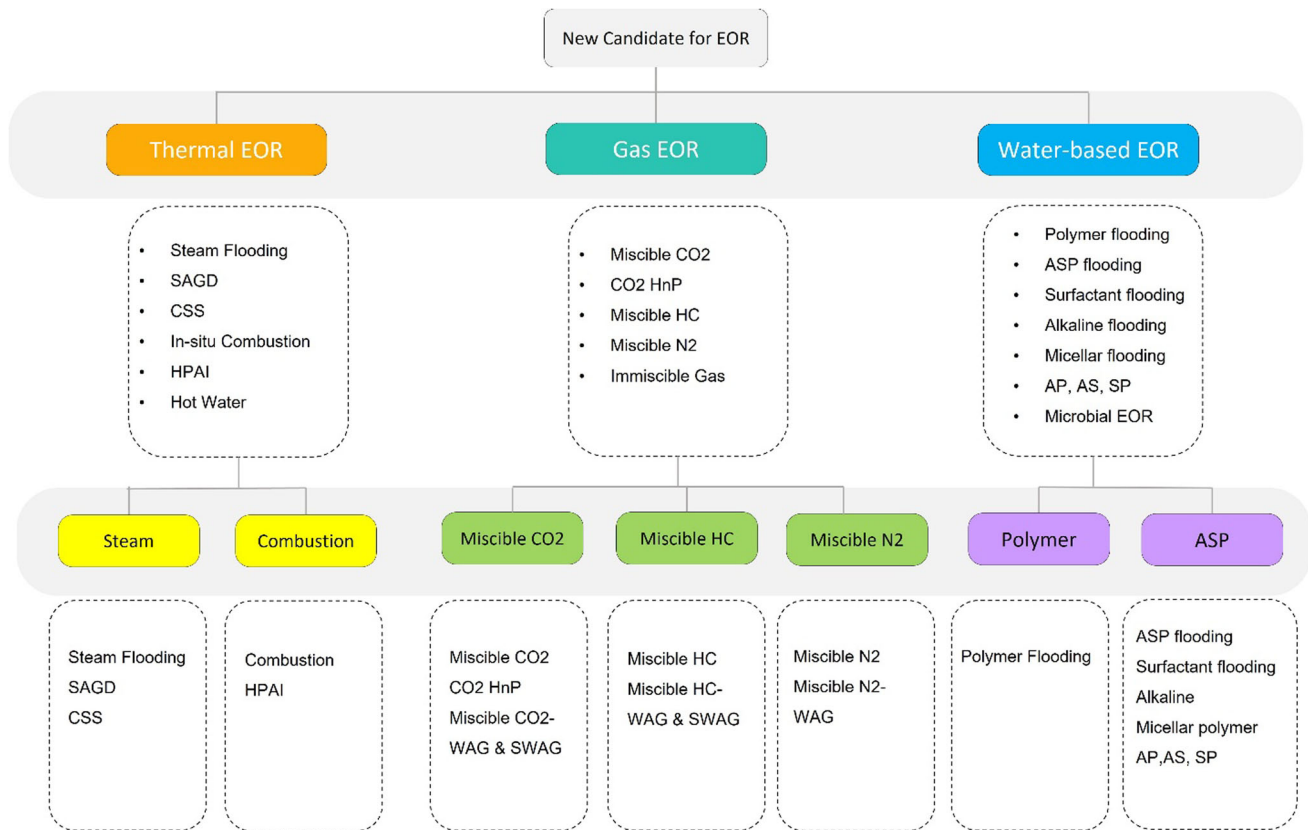 New Candidate for EOR
Thermal EOR
Gas EOR
Water-based EOR
• Steam Flooding
• SAGD
• CSS
• In-situ Combustion
• HPAI
• Hot Water
• Miscible CO2
• CO2 HnP
• Miscible HC
• Miscible N2
• Immiscible Gas
• Polymer flooding
• ASP flooding
• Surfactant flooding
• Alkaline flooding
• Micellar flooding
• AP, AS, SP
• Microbial EOR
Steam
Combustion
Miscible CO2
Miscible HC
Miscible N2
Polymer
ASP
Steam Flooding
SAGD
CSS
Combustion
HPAI
Miscible CO2
CO2 HnP
Miscible CO2-
WAG & SWAG
Miscible HC
Miscible HC-
WAG & SWAG
Miscible N2
Miscible N2-
WAG
Polymer Flooding
ASP flooding
Surfactant flooding
Alkaline
Micellar polymer
AP,AS, SP